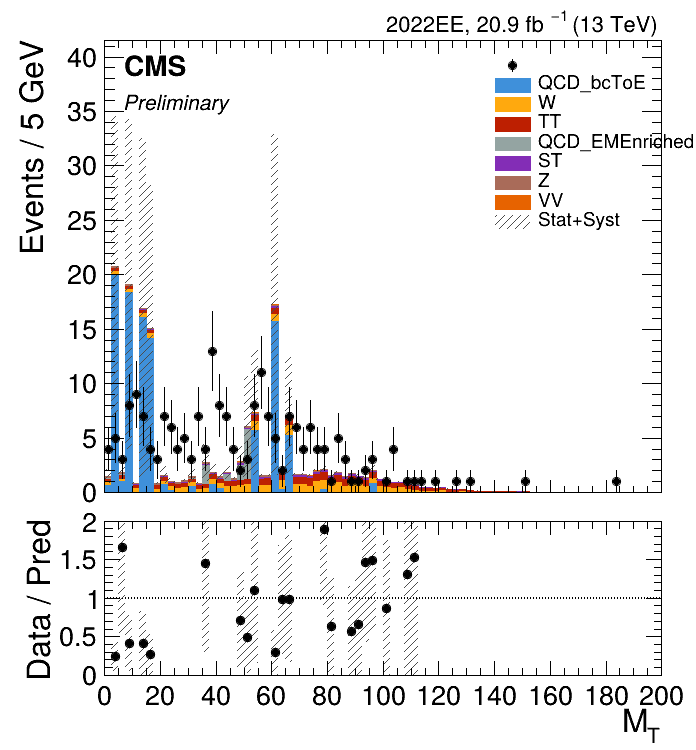 2022EE, 20.9 fb⁻¹ (13 TeV)
CMS
Preliminary
Events / 5 GeV
40
35
30
25
20
15
10
5
0
QCD_bcToE
W
TT
QCD_EMEnriched
ST
Z
VV
Stat+Syst
Data / Pred
2
1.5
1
0.5
0
0 20 40 60 80 100 120 140 160 180 200
M_T